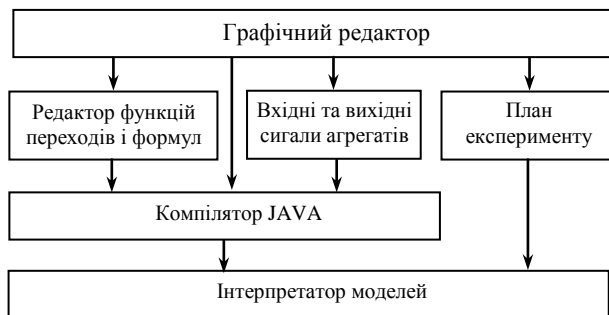 Графічний редактор
Редактор функцій
переходів і формул
Вхідні та вихідні
сигали агрегатів
План
експерименту
Компілятор JAVA
Інтерпретатор моделей